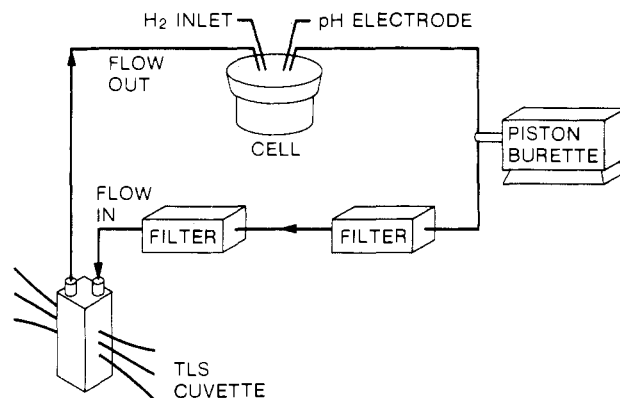 H₂ INLET
pH ELECTRODE
FLOW
OUT
CELL
PISTON
BURETTE
FLOW
IN
FILTER
FILTER
TLS
CUVETTE